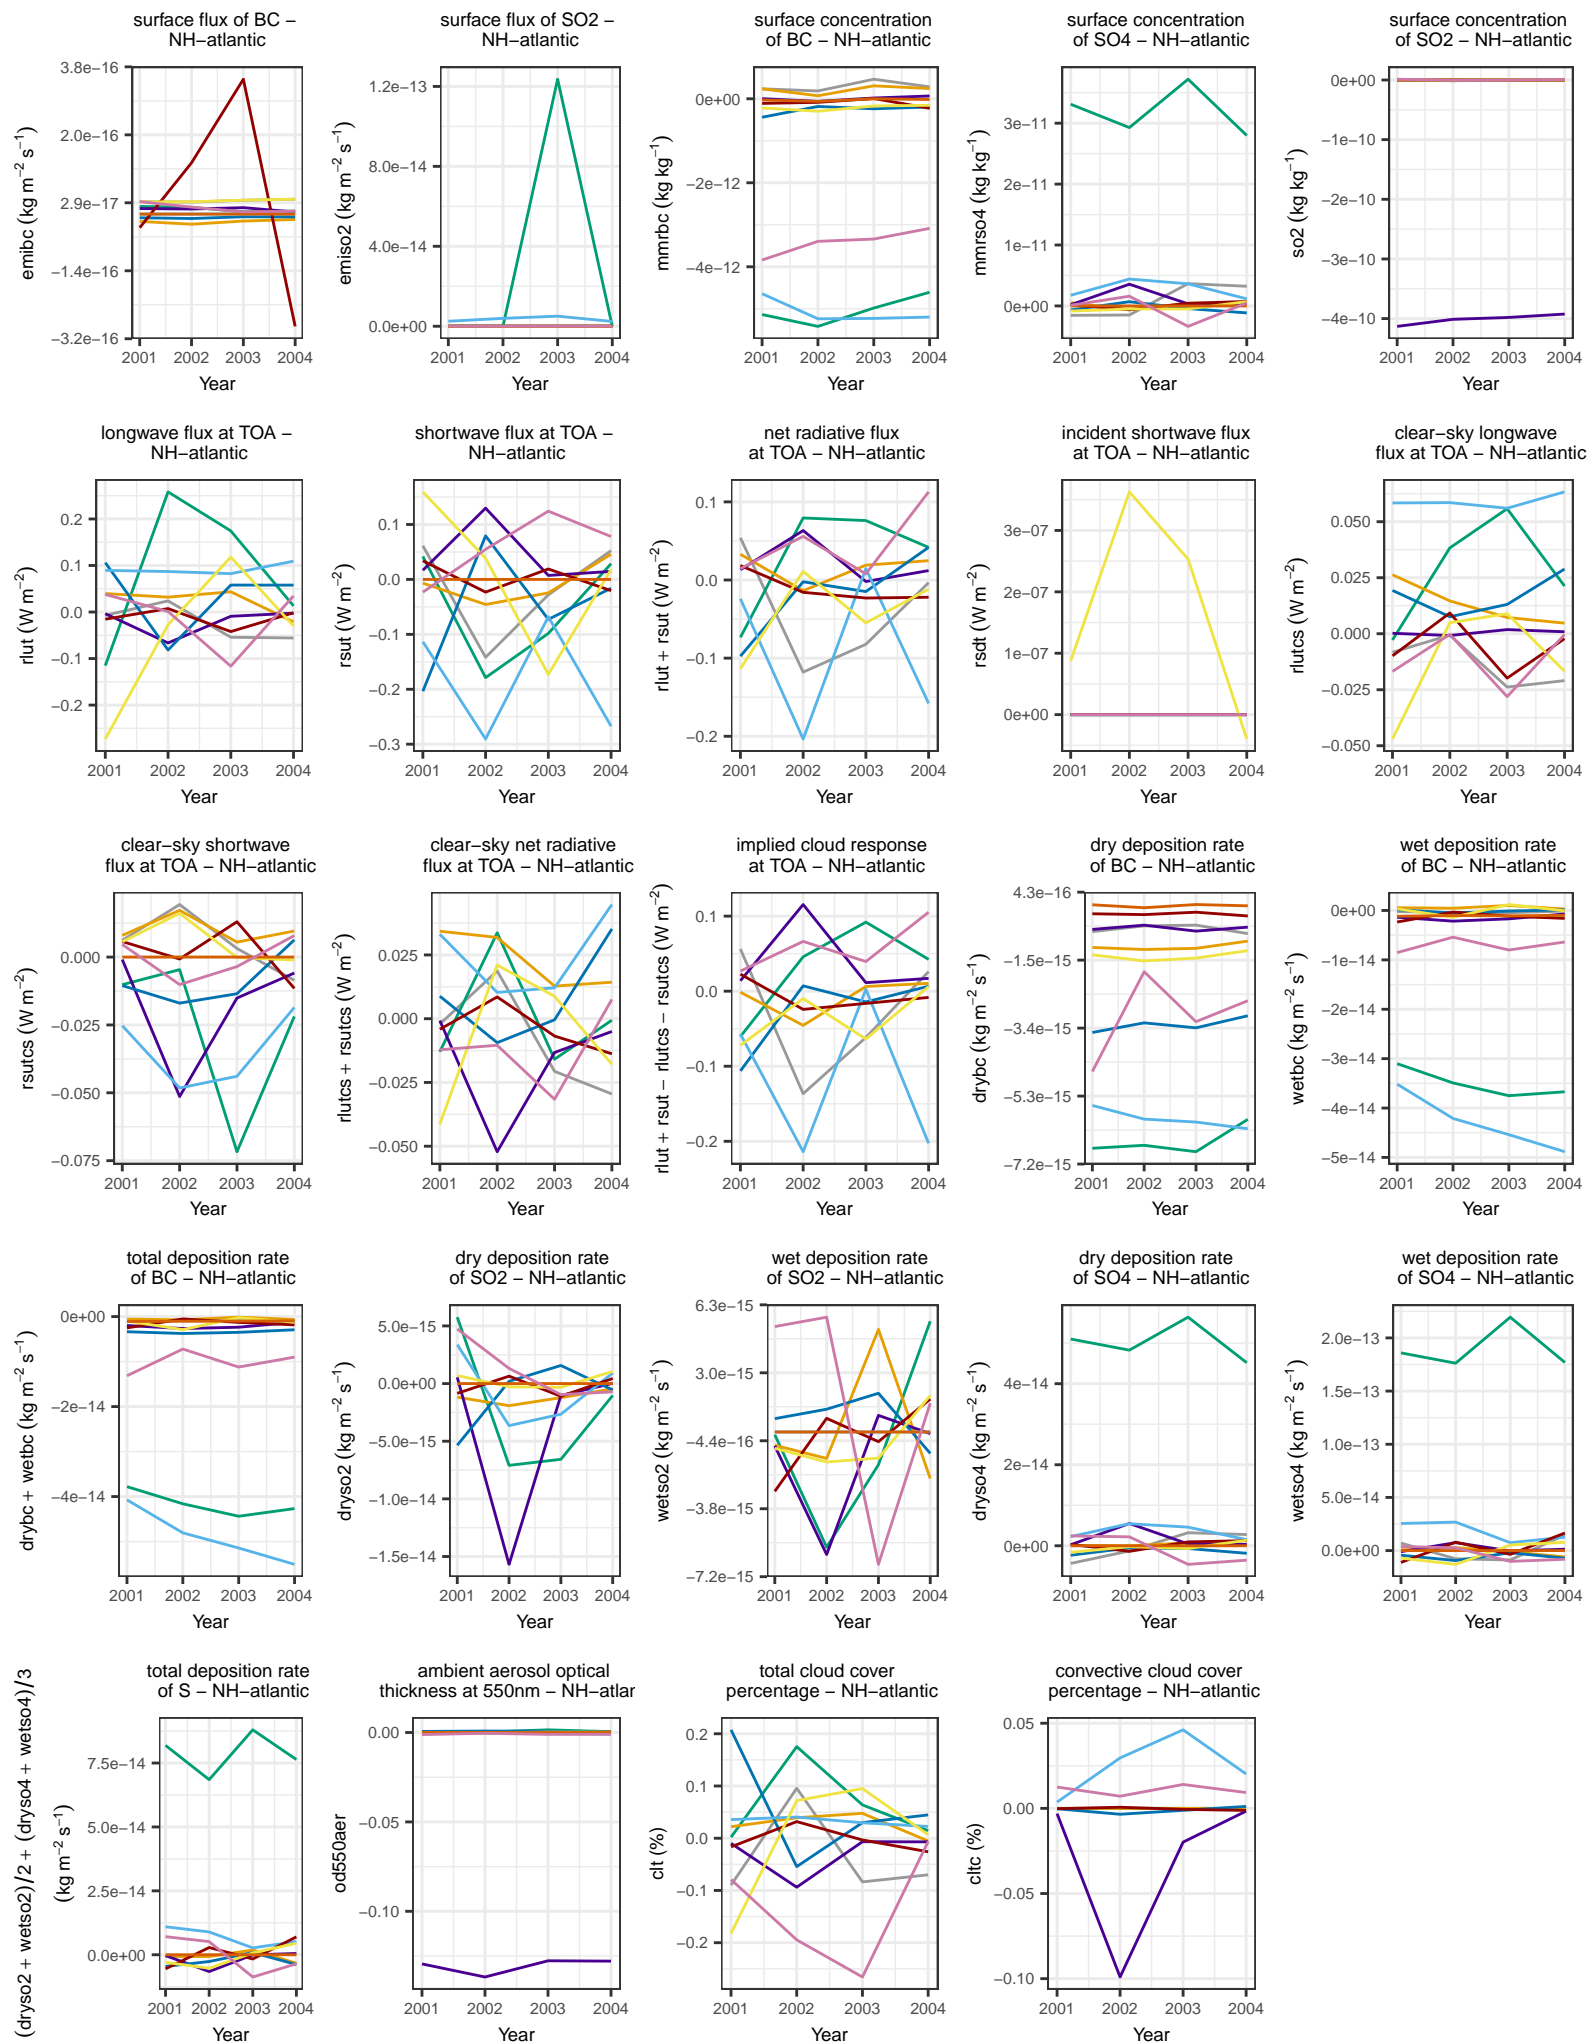 surface flux of BC − NH−atlantic
3.8e−16
2.0e−16
2.9e−17
−1.4e−16
−3.2e−16
emibc (kg m−2 s−1)
2001 2002 2003 2004
Year
surface flux of SO2 − NH−atlantic
1.2e−13
8.0e−14
4.0e−14
0.0e+00
emiso2 (kg m−2 s−1)
2001 2002 2003 2004
Year
surface concentration of BC − NH−atlantic
0e+00
−2e−12
−4e−12
mmrbc (kg kg−1)
2001 2002 2003 2004
Year
surface concentration of SO4 − NH−atlantic
3e−11
2e−11
1e−11
0e+00
mmrso4 (kg kg−1)
2001 2002 2003 2004
Year
surface concentration of SO2 − NH−atlantic
0e+00
−1e−10
−2e−10
−3e−10
−4e−10
so2 (kg kg−1)
2001 2002 2003 2004
Year
longwave flux at TOA − NH−atlantic
0.2
0.1
0.0
−0.1
−0.2
rlut (W m−2)
2001 2002 2003 2004
Year
shortwave flux at TOA − NH−atlantic
0.1
0.0
−0.1
−0.2
−0.3
rsut (W m−2)
2001 2002 2003 2004
Year
net radiative flux at TOA − NH−atlantic
0.1
0.0
−0.1
−0.2
rlut + rsut (W m−2)
2001 2002 2003 2004
Year
incident shortwave flux at TOA − NH−atlantic
3e−07
2e−07
1e−07
0e+00
rsdt (W m−2)
2001 2002 2003 2004
Year
clear−sky longwave flux at TOA − NH−atlantic
0.050
0.025
0.000
−0.025
−0.050
rlutcs (W m−2)
2001 2002 2003 2004
Year
clear−sky shortwave flux at TOA − NH−atlantic
0.000
−0.025
−0.050
−0.075
rsutcs (W m−2)
2001 2002 2003 2004
Year
clear−sky net radiative flux at TOA − NH−atlantic
0.025
0.000
−0.025
−0.050
rlutcs + rsutcs (W m−2)
2001 2002 2003 2004
Year
implied cloud response at TOA − NH−atlantic
0.1
0.0
−0.1
−0.2
rlut + rsut − rlutcs − rsutcs (W m−2)
2001 2002 2003 2004
Year
dry deposition rate of BC − NH−atlantic
4.3e−16
−1.5e−15
−3.4e−15
−5.3e−15
−7.2e−15
drybc (kg m−2 s−1)
2001 2002 2003 2004
Year
wet deposition rate of BC − NH−atlantic
0e+00
−1e−14
−2e−14
−3e−14
−4e−14
−5e−14
wetbc (kg m−2 s−1)
2001 2002 2003 2004
Year
total deposition rate of BC − NH−atlantic
0e+00
−2e−14
−4e−14
drybc + wetbc (kg m−2 s−1)
2001 2002 2003 2004
Year
dry deposition rate of SO2 − NH−atlantic
5.0e−15
0.0e+00
−5.0e−15
−1.0e−14
−1.5e−14
dryso2 (kg m−2 s−1)
2001 2002 2003 2004
Year
wet deposition rate of SO2 − NH−atlantic
6.3e−15
3.0e−15
−4.4e−16
−3.8e−15
−7.2e−15
wetso2 (kg m−2 s−1)
2001 2002 2003 2004
Year
dry deposition rate of SO4 − NH−atlantic
4e−14
2e−14
0e+00
dryso4 (kg m−2 s−1)
2001 2002 2003 2004
Year
wet deposition rate of SO4 − NH−atlantic
2.0e−13
1.5e−13
1.0e−13
5.0e−14
0.0e+00
wetso4 (kg m−2 s−1)
2001 2002 2003 2004
Year
total deposition rate of S − NH−atlantic
7.5e−14
5.0e−14
2.5e−14
0.0e+00
(dryso2 + wetso2)/2 + (dryso4 + wetso4)/3
(kg m−2 s−1)
2001 2002 2003 2004
Year
ambient aerosol optical thickness at 550nm − NH−atlar
0.00
−0.05
−0.10
od550aer
2001 2002 2003 2004
Year
total cloud cover percentage − NH−atlantic
0.2
0.1
0.0
−0.1
−0.2
clt (%)
2001 2002 2003 2004
Year
convective cloud cover percentage − NH−atlantic
0.05
0.00
−0.05
−0.10
cltc (%)
2001 2002 2003 2004
Year